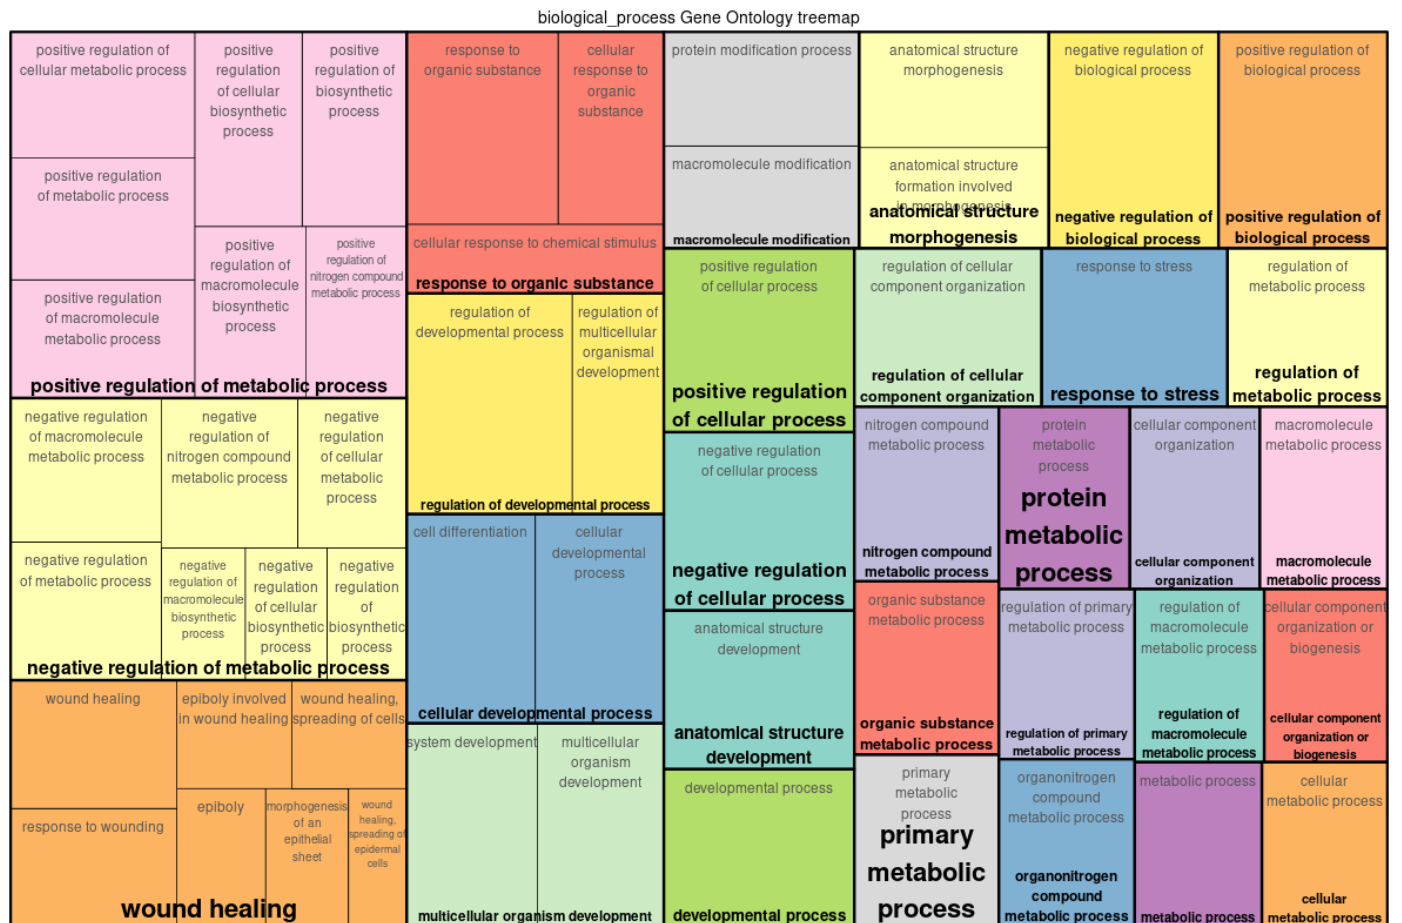 biological_process Gene Ontology treemap
positive regulation of
cellular metabolic process
positive
regulation
of cellular
biosynthetic
process
positive
regulation of
biosynthetic
process
positive regulation
of metabolic process
positive regulation
of macromolecule
metabolic process
positive
regulation of
macromolecule
biosynthetic
process
positive
regulation of
nitrogen compound
metabolic process
positive regulation of metabolic process
negative regulation
of macromolecule
metabolic process
negative
regulation of
nitrogen compound
metabolic process
negative
regulation
of cellular
metabolic
process
negative regulation
of metabolic process
negative
regulation of
macromolecule
biosynthetic
process
negative
regulation
of cellular
biosynthetic
process
negative
regulation
of
biosynthetic
process
negative regulation of metabolic process
wound healing
epiboly involved
in wound healing
wound healing,
spreading of cells
response to wounding
epiboly
morphogenesis
of an
epithelial
sheet
wound
healing,
spreading of
epidermal
cells
wound healing
response to
organic substance
cellular
response to
organic
substance
cellular response to chemical stimulus
response to organic substance
regulation of
developmental process
regulation of
multicellular
organismal
development
regulation of developmental process
cell differentiation
cellular
developmental
process
cellular developmental process
system development
multicellular
organism
development
multicellular organism development
protein modification process
macromolecule modification
macromolecule modification
anatomical structure
morphogenesis
anatomical structure
formation involved
in morphogenesis
anatomical structure
morphogenesis
negative regulation of
biological process
negative regulation of
biological process
positive regulation of
biological process
positive regulation of
biological process
positive regulation
of cellular process
positive regulation
of cellular process
regulation of cellular
component organization
regulation of cellular
component organization
response to stress
response to stress
regulation of
metabolic process
regulation of
metabolic process
negative regulation
of cellular process
negative regulation
of cellular process
nitrogen compound
metabolic process
nitrogen compound
metabolic process
protein
metabolic
process
protein
metabolic
process
cellular component
organization
cellular component
organization
macromolecule
metabolic process
macromolecule
metabolic process
anatomical structure
development
anatomical structure
development
organic substance
metabolic process
organic substance
metabolic process
regulation of primary
metabolic process
regulation of primary
metabolic process
regulation of
macromolecule
metabolic process
regulation of
macromolecule
metabolic process
cellular component
organization or
biogenesis
cellular component
organization or
biogenesis
developmental process
developmental process
primary
metabolic
process
primary
metabolic
process
organonitrogen
compound
metabolic process
organonitrogen
compound
metabolic process
metabolic process
metabolic process
cellular
metabolic process
cellular
metabolic process